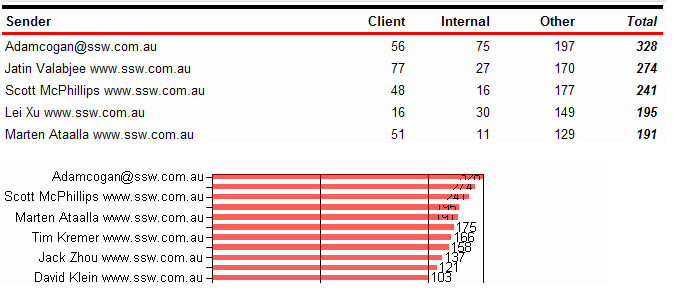 Sender Client Internal Other Total
Adamcogan@ssw.com.au 56 75 197 328
Jatin Valabjee www.ssw.com.au 77 27 170 274
Scott McPhillips www.ssw.com.au 48 16 177 241
Lei Xu www.ssw.com.au 16 30 149 195
Marten Ataalla www.ssw.com.au 51 11 129 191
Adamcogan@ssw.com.au 328
274
Scott McPhillips www.ssw.com.au 241
195
Marten Ataalla www.ssw.com.au 191
175
Tim Kremer www.ssw.com.au 166
158
Jack Zhou www.ssw.com.au 137
121
David Klein www.ssw.com.au 103